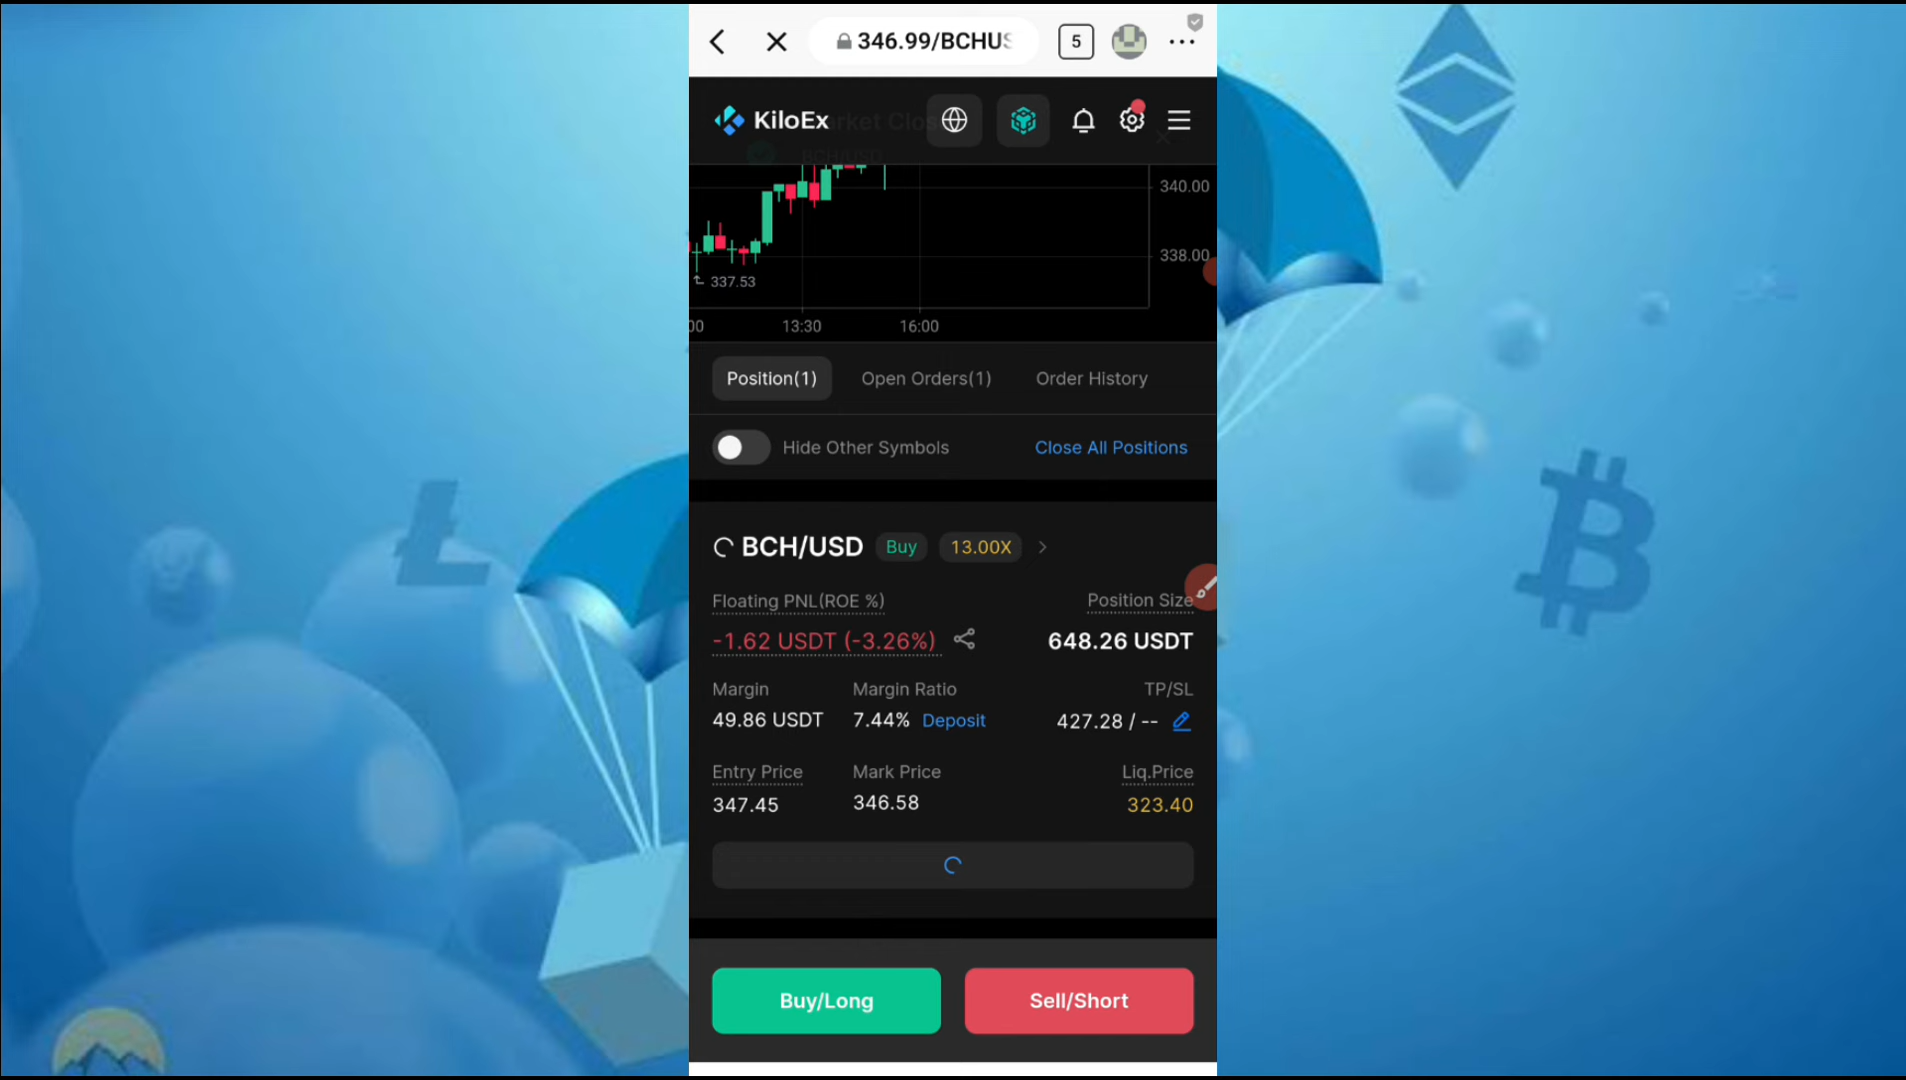 346.99/BCHUS
5
KiloEx
BCH/USD
340.00
338.00
337.53
00
13:30
16:00
Position(1)
Open Orders(1)
Order History
Hide Other Symbols
Close All Positions
BCH/USD
Buy
13.00X
Floating PNL(ROE %)
Position Size
-1.62 USDT (-3.26%)
648.26 USDT
Margin
Margin Ratio
TP/SL
49.86 USDT
7.44%
Deposit
427.28 / --
Entry Price
Mark Price
Liq.Price
347.45
346.58
323.40
Buy/Long
Sell/Short